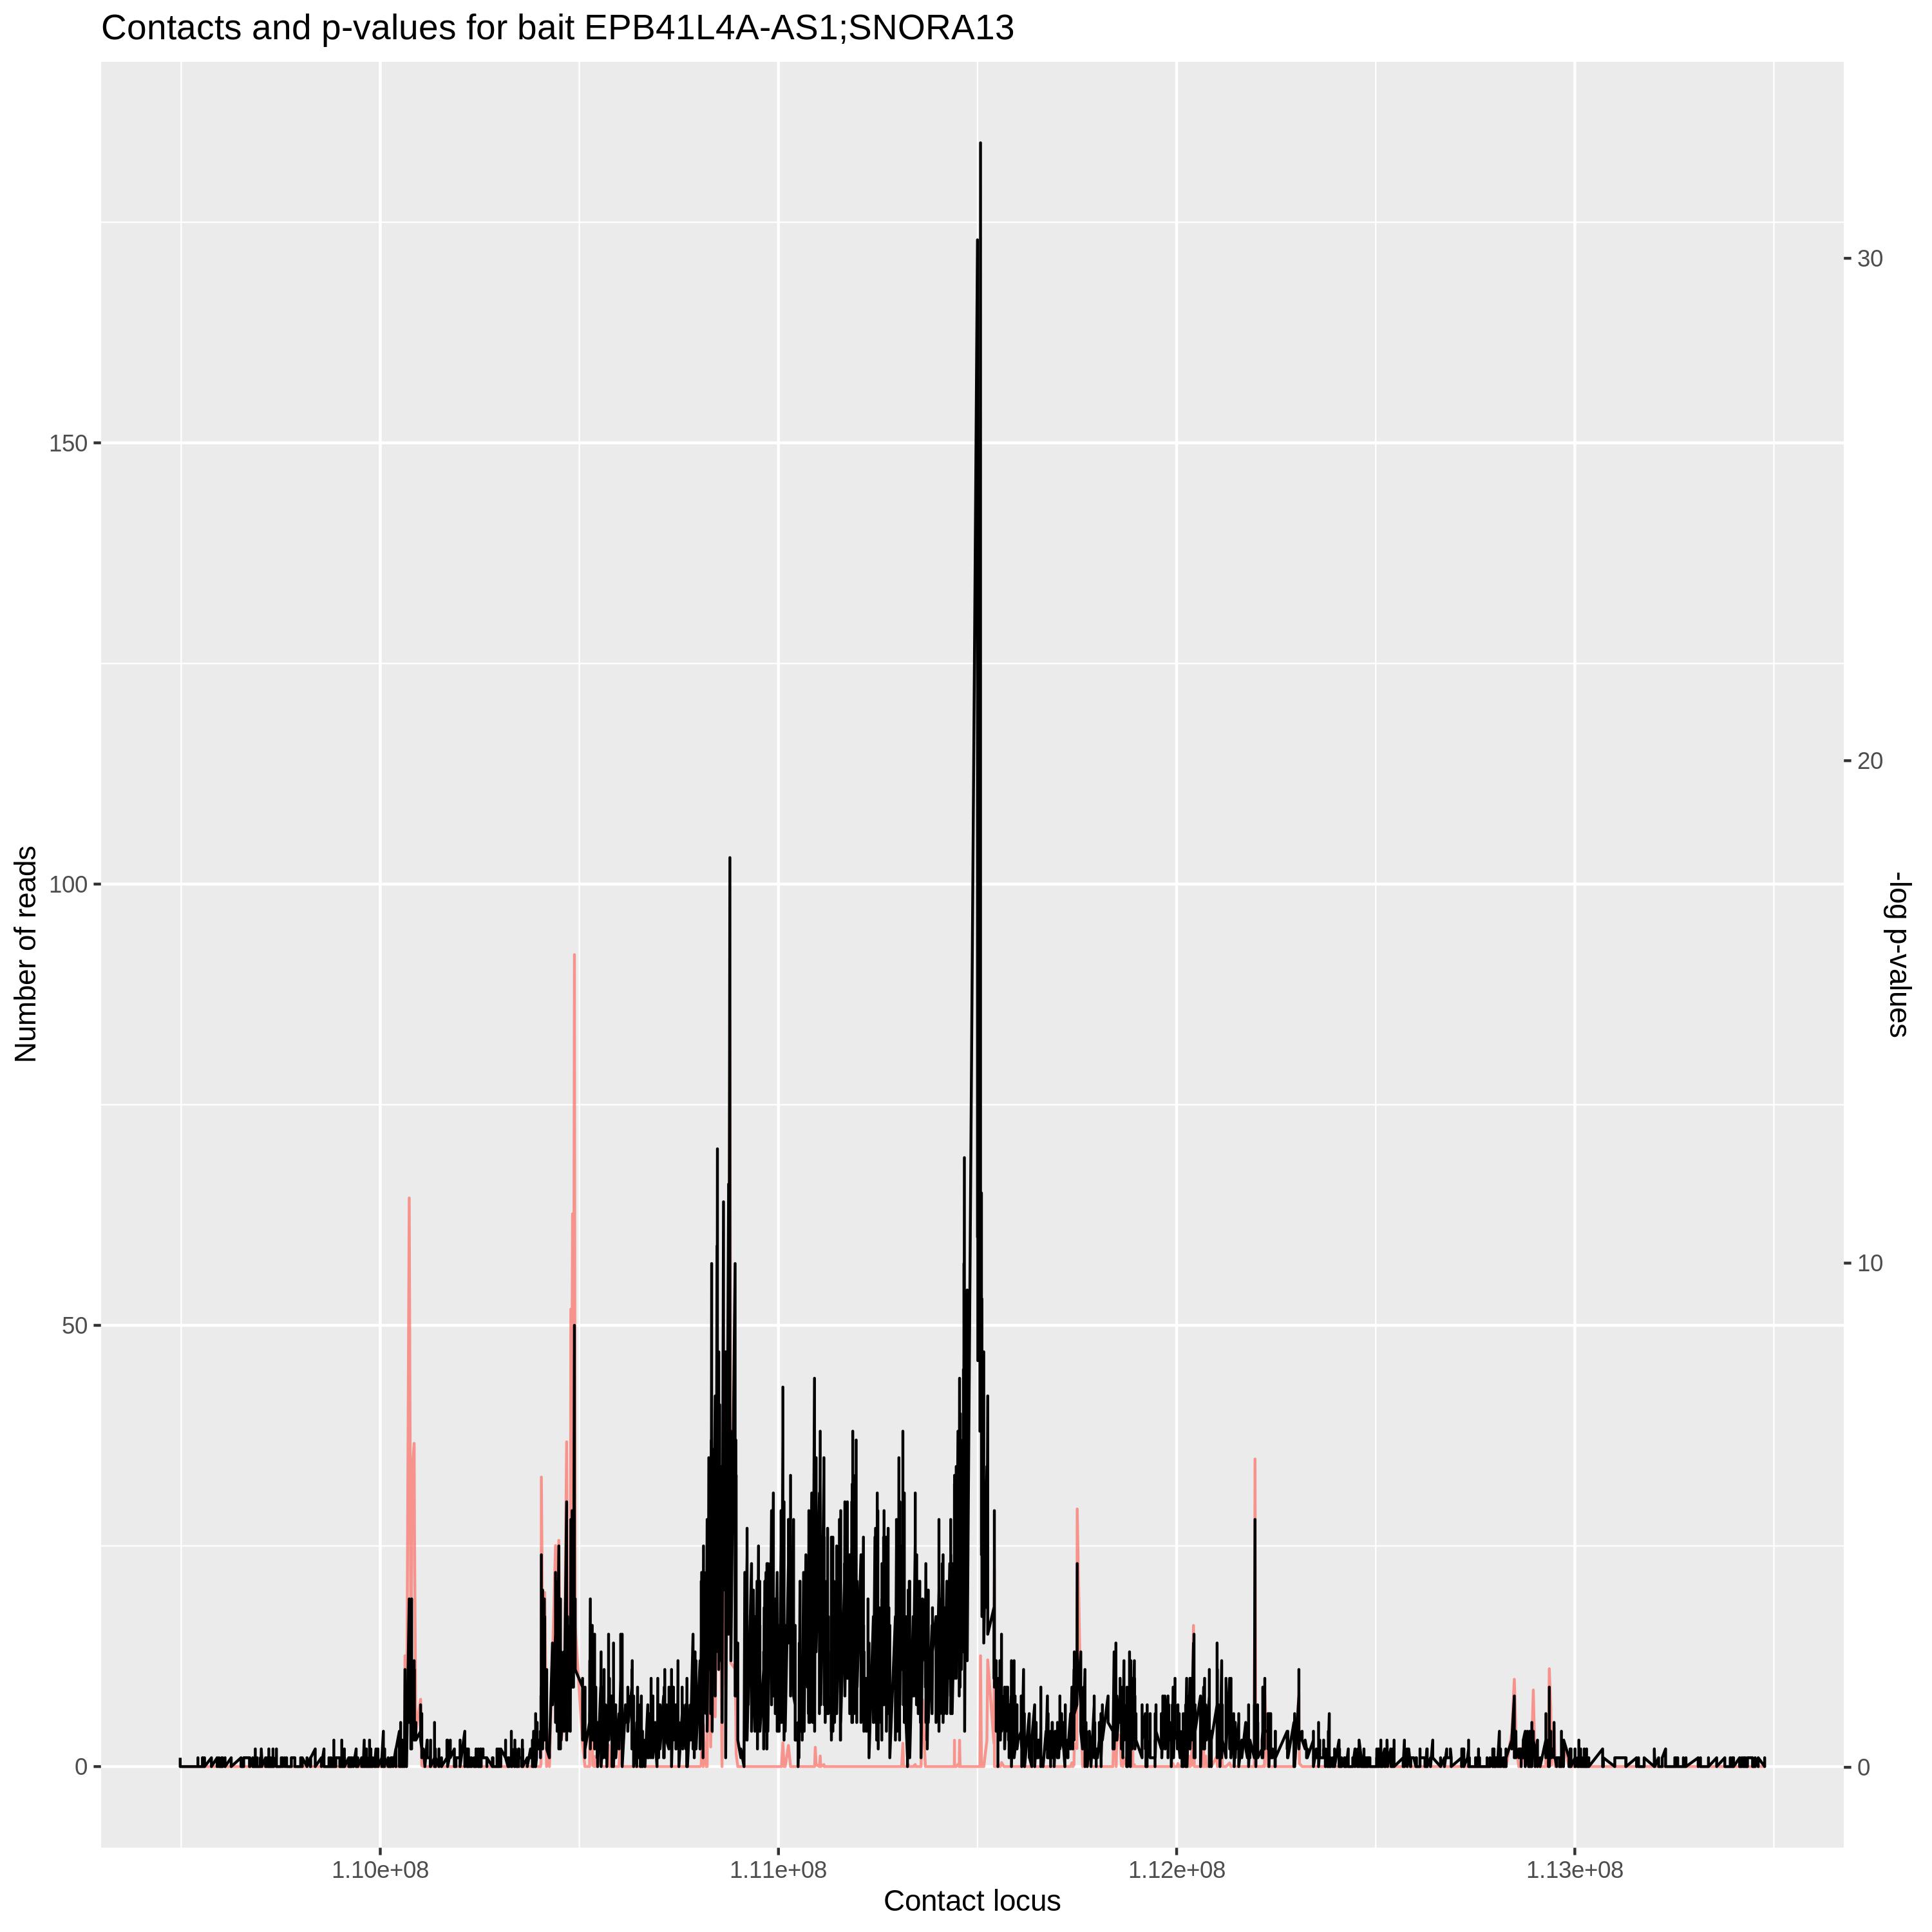 Contacts and p-values for bait EPB41L4A-AS1;SNORA13
Number of reads
150
100
50
0
30
20
10
0
-log p-values
1.10e+08
1.11e+08
1.12e+08
1.13e+08
Contact locus